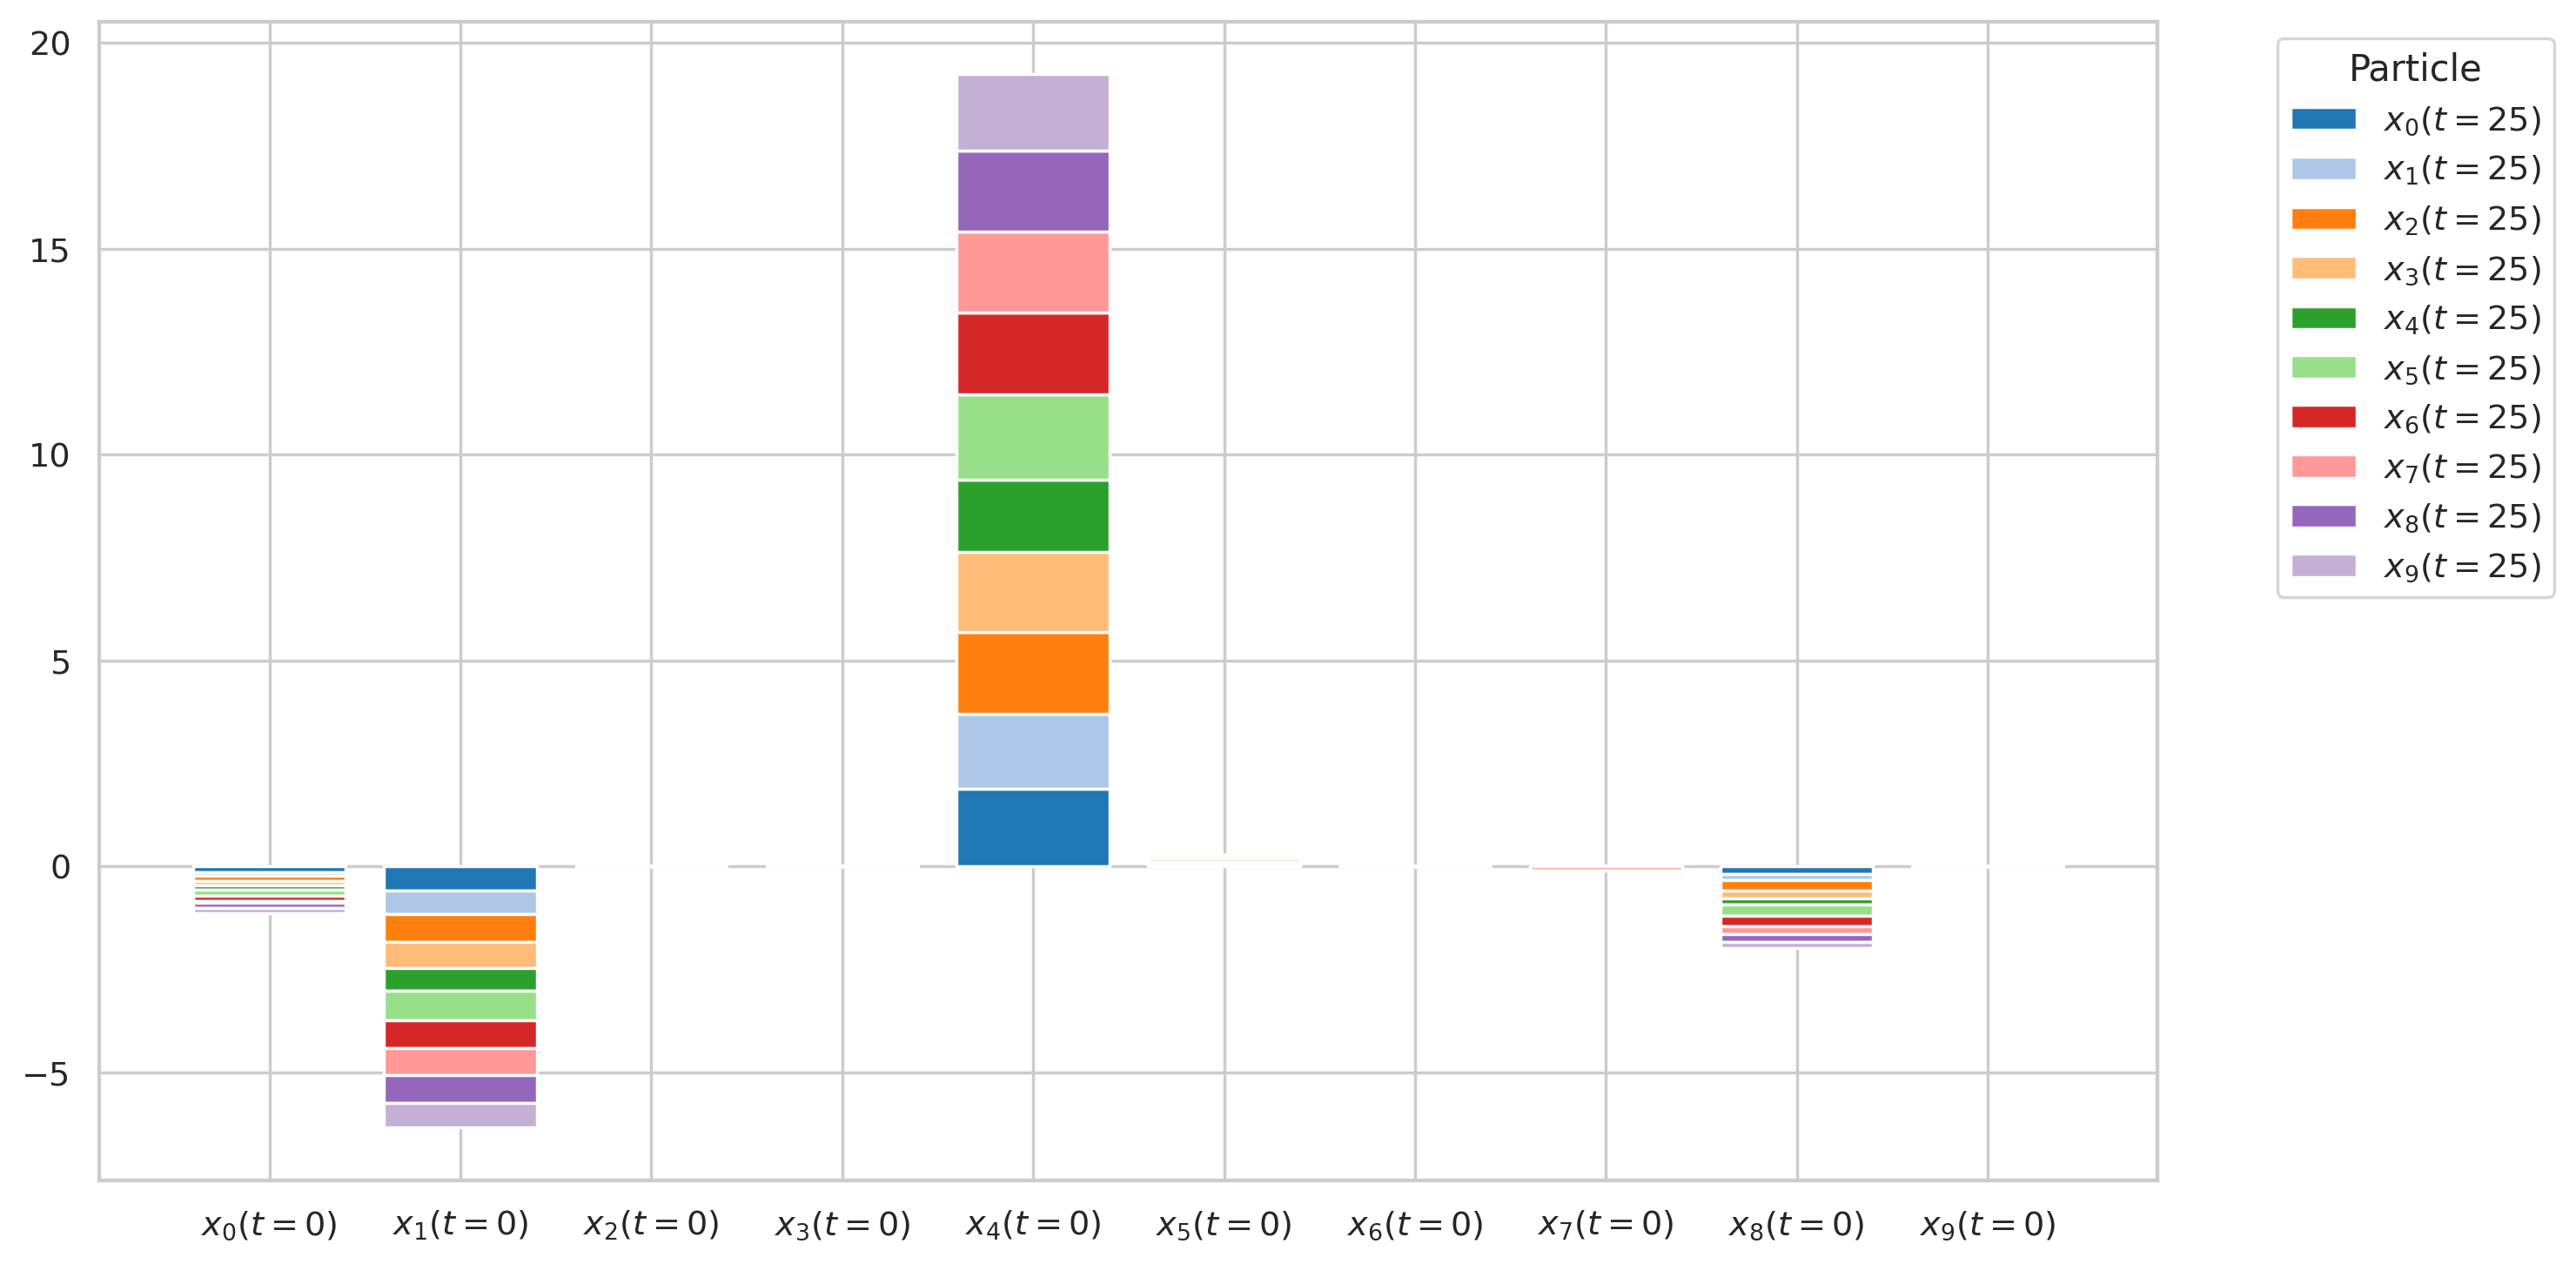 20
15
10
5
0
−5
x₀(t = 0) x₁(t = 0) x₂(t = 0) x₃(t = 0) x₄(t = 0) x₅(t = 0) x₆(t = 0) x₇(t = 0) x₈(t = 0) x₉(t = 0)
Particle
x₀(t = 25)
x₁(t = 25)
x₂(t = 25)
x₃(t = 25)
x₄(t = 25)
x₅(t = 25)
x₆(t = 25)
x₇(t = 25)
x₈(t = 25)
x₉(t = 25)